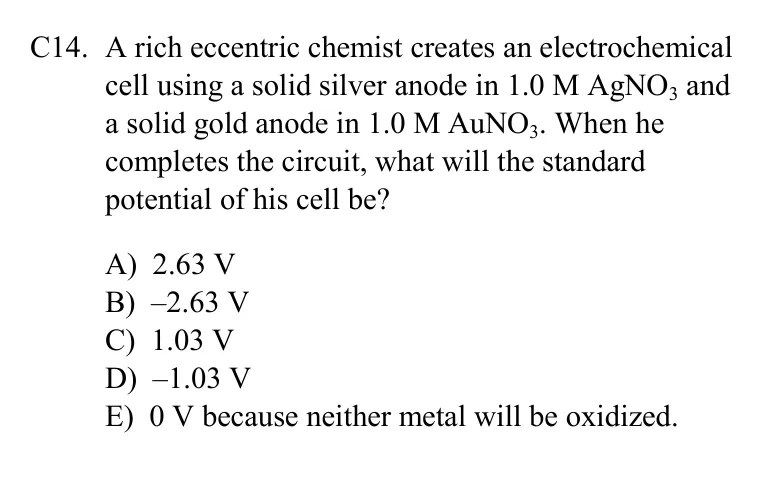 C14. A rich eccentric chemist creates an electrochemical
cell using a solid silver anode in 1.0 M AgNO₃ and
a solid gold anode in 1.0 M AuNO₃. When he
completes the circuit, what will the standard
potential of his cell be?
A) 2.63 V
B) –2.63 V
C) 1.03 V
D) –1.03 V
E) 0 V because neither metal will be oxidized.